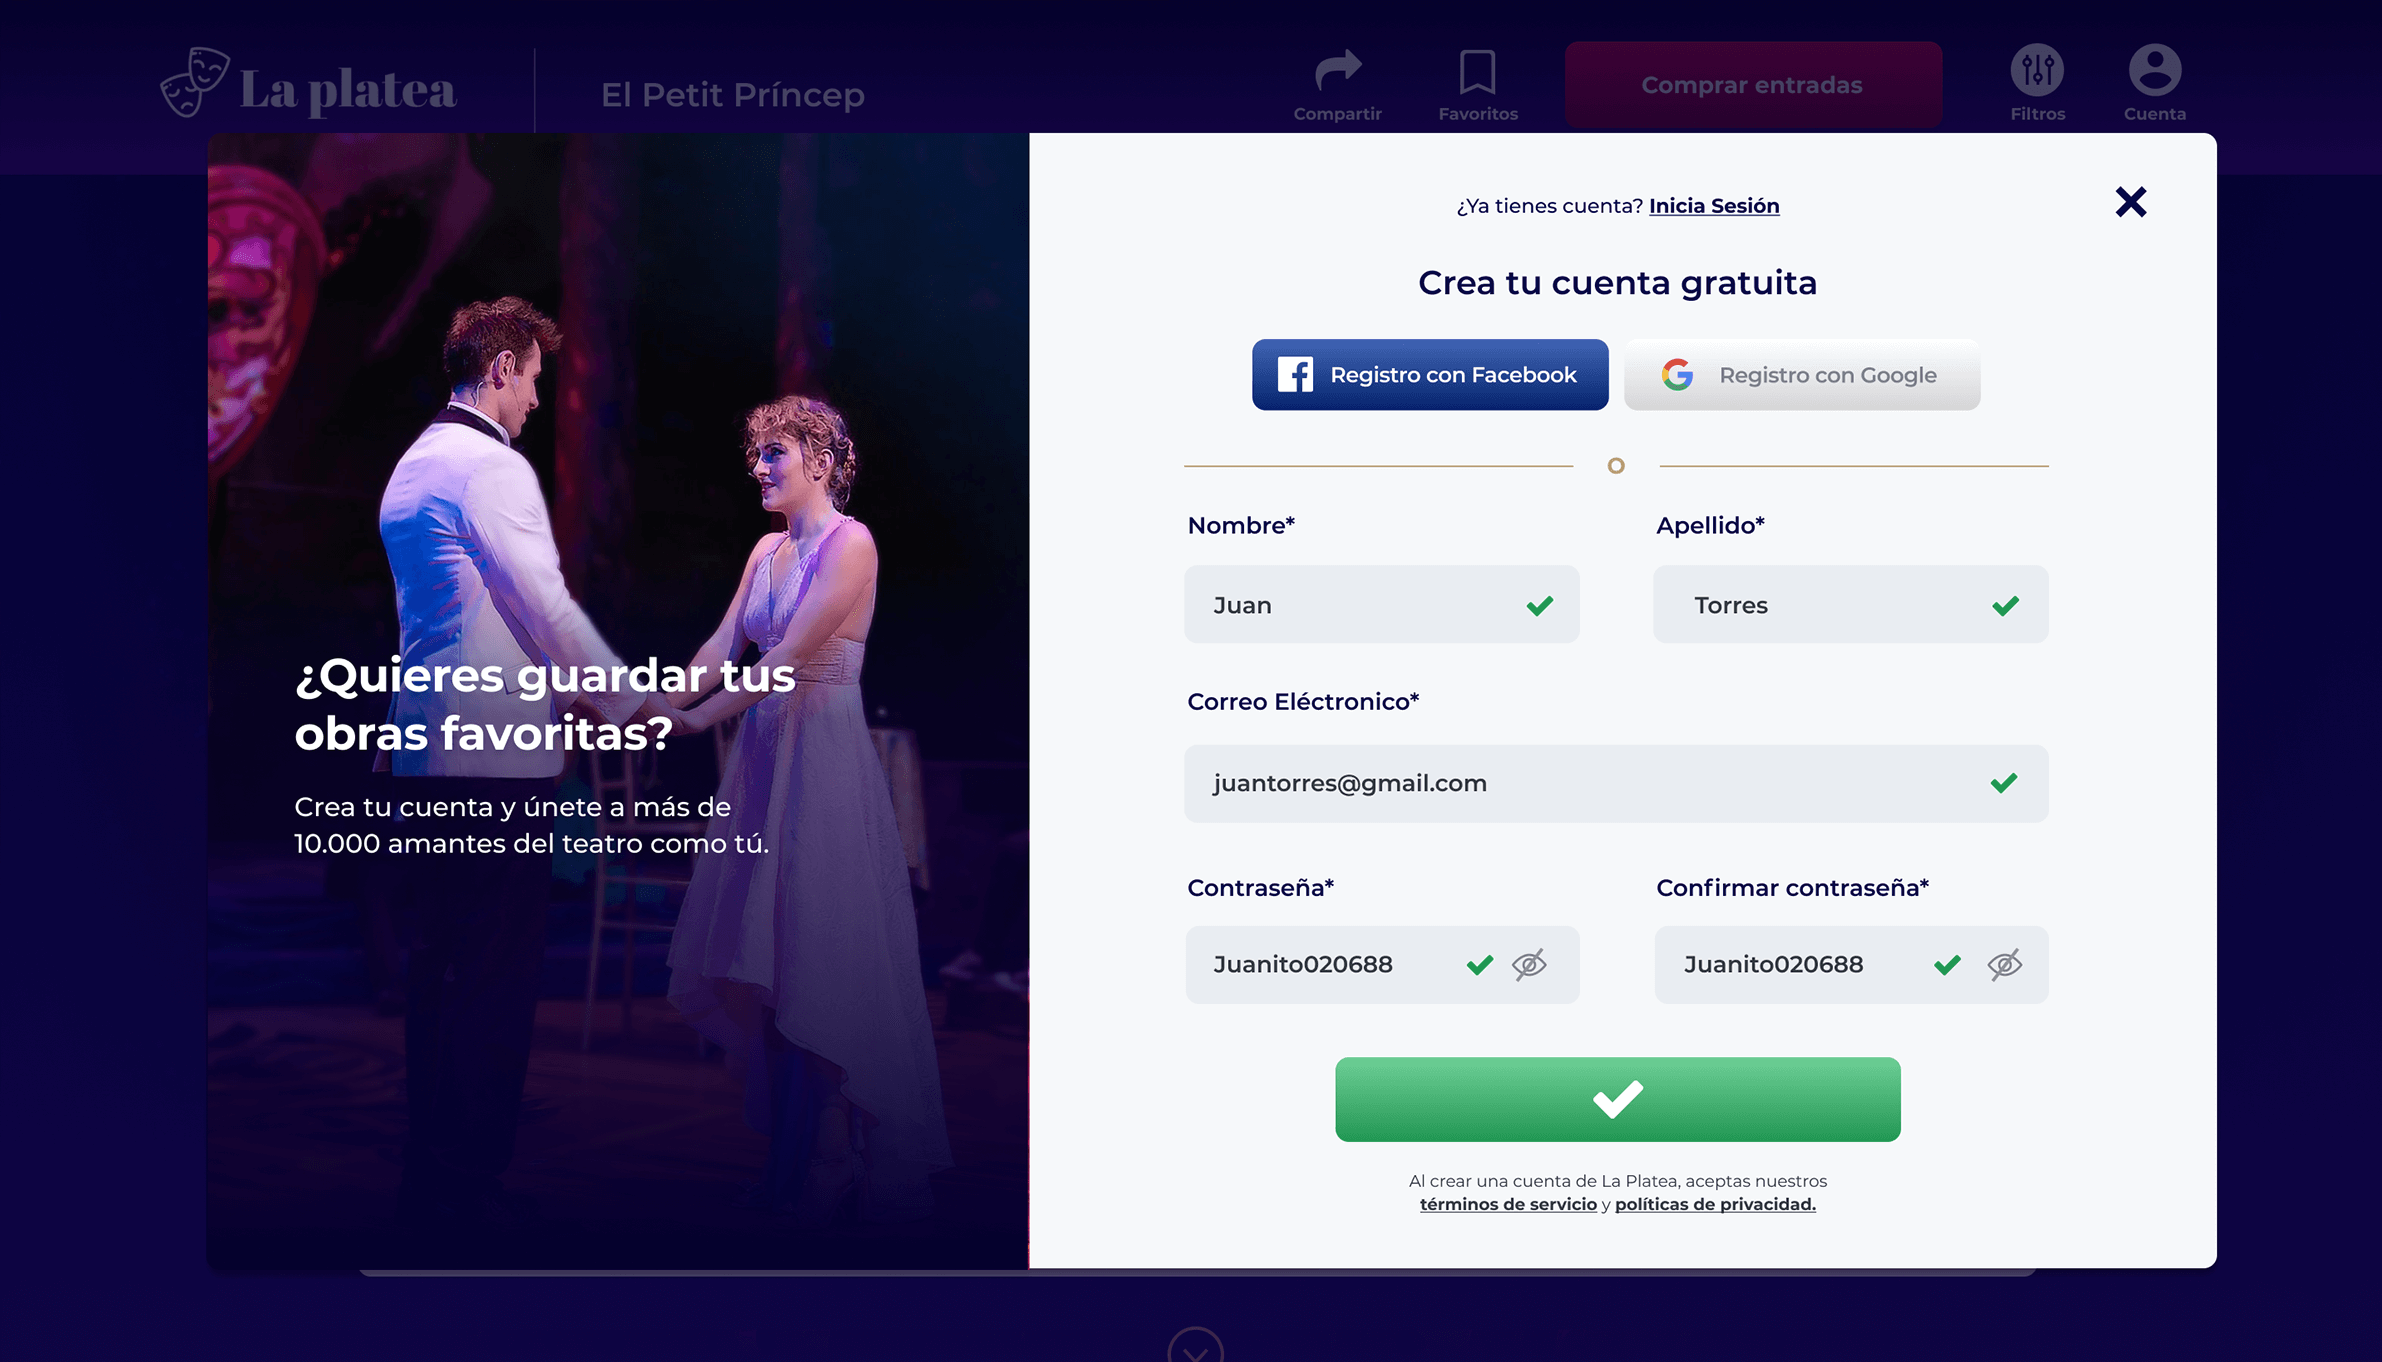 La platea
El Petit Príncep
Compartir
Favoritos
Comprar entradas
Filtros
Cuenta
¿Quieres guardar tus
obras favoritas?
Crea tu cuenta y únete a más de
10.000 amantes del teatro como tú.
¿Ya tienes cuenta? Inicia Sesión
Crea tu cuenta gratuita
Registro con Facebook
Registro con Google
o
Nombre*
Apellido*
Juan
Torres
Correo Eléctronico*
juantorres@gmail.com
Contraseña*
Confirmar contraseña*
Juanito020688
Juanito020688
Al crear una cuenta de La Platea, aceptas nuestros
términos de servicio y políticas de privacidad.